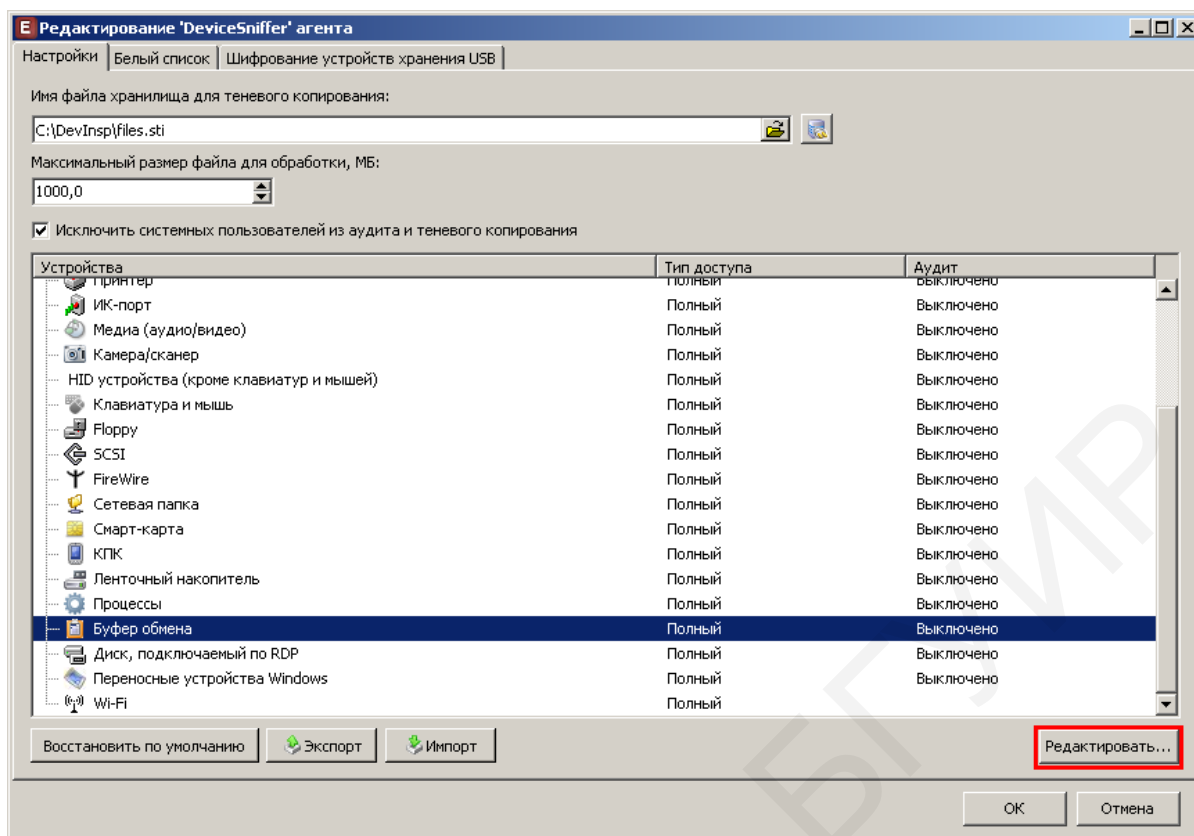 E Редактирование 'DeviceSniffer' агента
Настройки Белый список Шифрование устройств хранения USB
Имя файла хранилища для теневого копирования:
C:\DevInsp\files.sti
Максимальный размер файла для обработки, МБ:
1000,0
Исключить системных пользователей из аудита и теневого копирования
Устройства Тип доступа Аудит
Принтер Полный Выключено
ИК-порт Полный Выключено
Медиа (аудио/видео) Полный Выключено
Камера/сканер Полный Выключено
HID устройства (кроме клавиатур и мышей) Полный Выключено
Клавиатура и мышь Полный Выключено
Floppy Полный Выключено
SCSI Полный Выключено
FireWire Полный Выключено
Сетевая папка Полный Выключено
Смарт-карта Полный Выключено
КПК Полный Выключено
Ленточный накопитель Полный Выключено
Процессы Полный Выключено
Буфер обмена Полный Выключено
Диск, подключаемый по RDP Полный Выключено
Переносные устройства Windows Полный Выключено
Wi-Fi Полный
Восстановить по умолчанию Экспорт Импорт Редактировать...
ОК Отмена
БГУИР